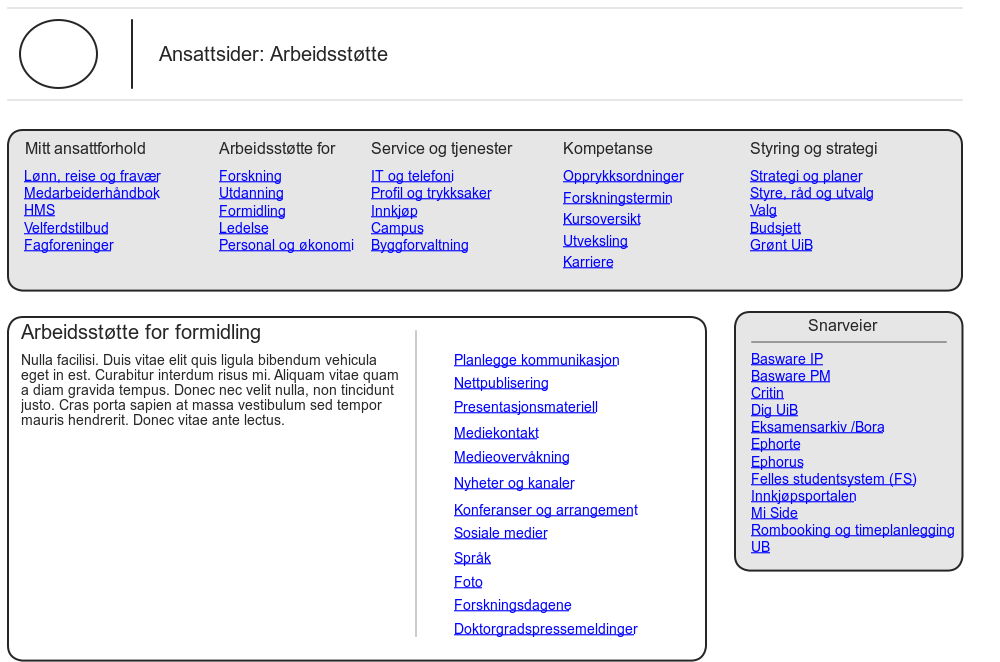 Ansattsider: Arbeidsstøtte
Mitt ansattforhold
Lønn, reise og fravær
Medarbeiderhåndbok
HMS
Velferdstilbud
Fagforeninger
Arbeidsstøtte for
Forskning
Utdanning
Formidling
Ledelse
Personal og økonomi
Service og tjenester
IT og telefoni
Profil og trykksaker
Innkjøp
Campus
Byggforvaltning
Kompetanse
Opprykksordninger
Forskningstermin
Kursoversikt
Utveksling
Karriere
Styring og strategi
Strategi og planer
Styre, råd og utvalg
Valg
Budsjett
Grønt UiB
Arbeidsstøtte for formidling
Nulla facilisi. Duis vitae elit quis ligula bibendum vehicula
eget in est. Curabitur interdum risus mi. Aliquam vitae quam
a diam gravida tempus. Donec nec velit nulla, non tincidunt
justo. Cras porta sapien at massa vestibulum sed tempor
mauris hendrerit. Donec vitae ante lectus.
Planlegge kommunikasjon
Nettpublisering
Presentasjonsmateriell
Mediekontakt
Medieovervåkning
Nyheter og kanaler
Konferanser og arrangement
Sosiale medier
Språk
Foto
Forskningsdagene
Doktorgradspressemeldinger
Snarveier
Basware IP
Basware PM
Critin
Dig UiB
Eksamensarkiv /Bora
Ephorte
Ephorus
Felles studentsystem (FS)
Innkjøpsportalen
Mi Side
Rombooking og timeplanlegging
UB